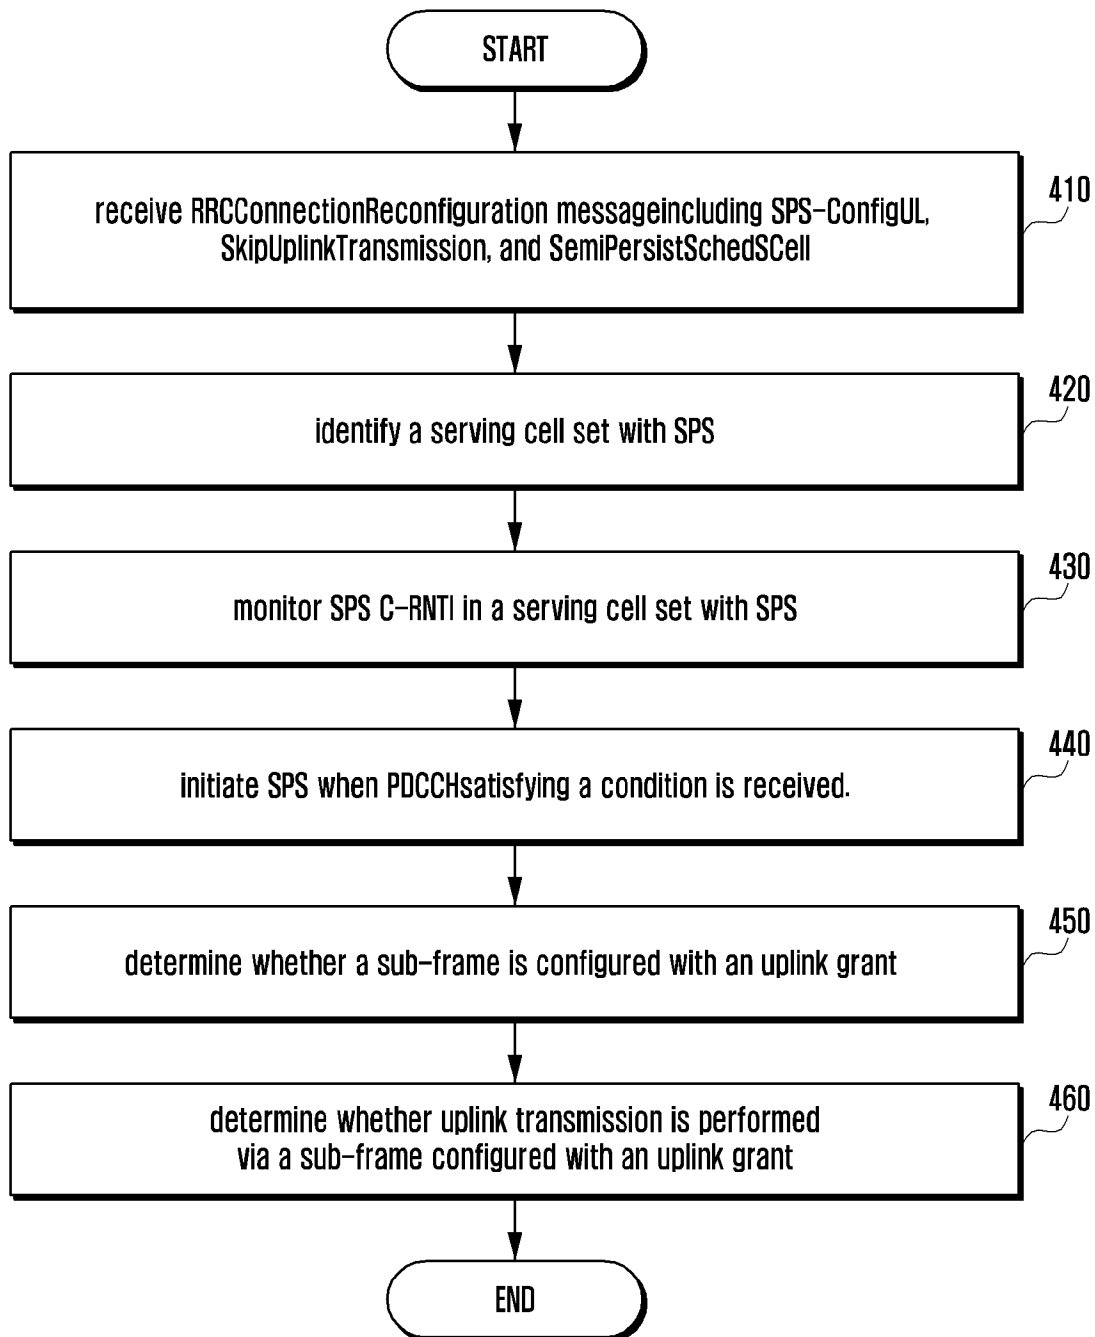 START
receive RRCConnectionReconfiguration messageincluding SPS-ConfigUL,
SkipUplinkTransmission, and SemiPersistSchedSCell
410
identify a serving cell set with SPS
420
monitor SPS C-RNTI in a serving cell set with SPS
430
initiate SPS when PDCCHsatisfying a condition is received.
440
determine whether a sub-frame is configured with an uplink grant
450
determine whether uplink transmission is performed
via a sub-frame configured with an uplink grant
460
END